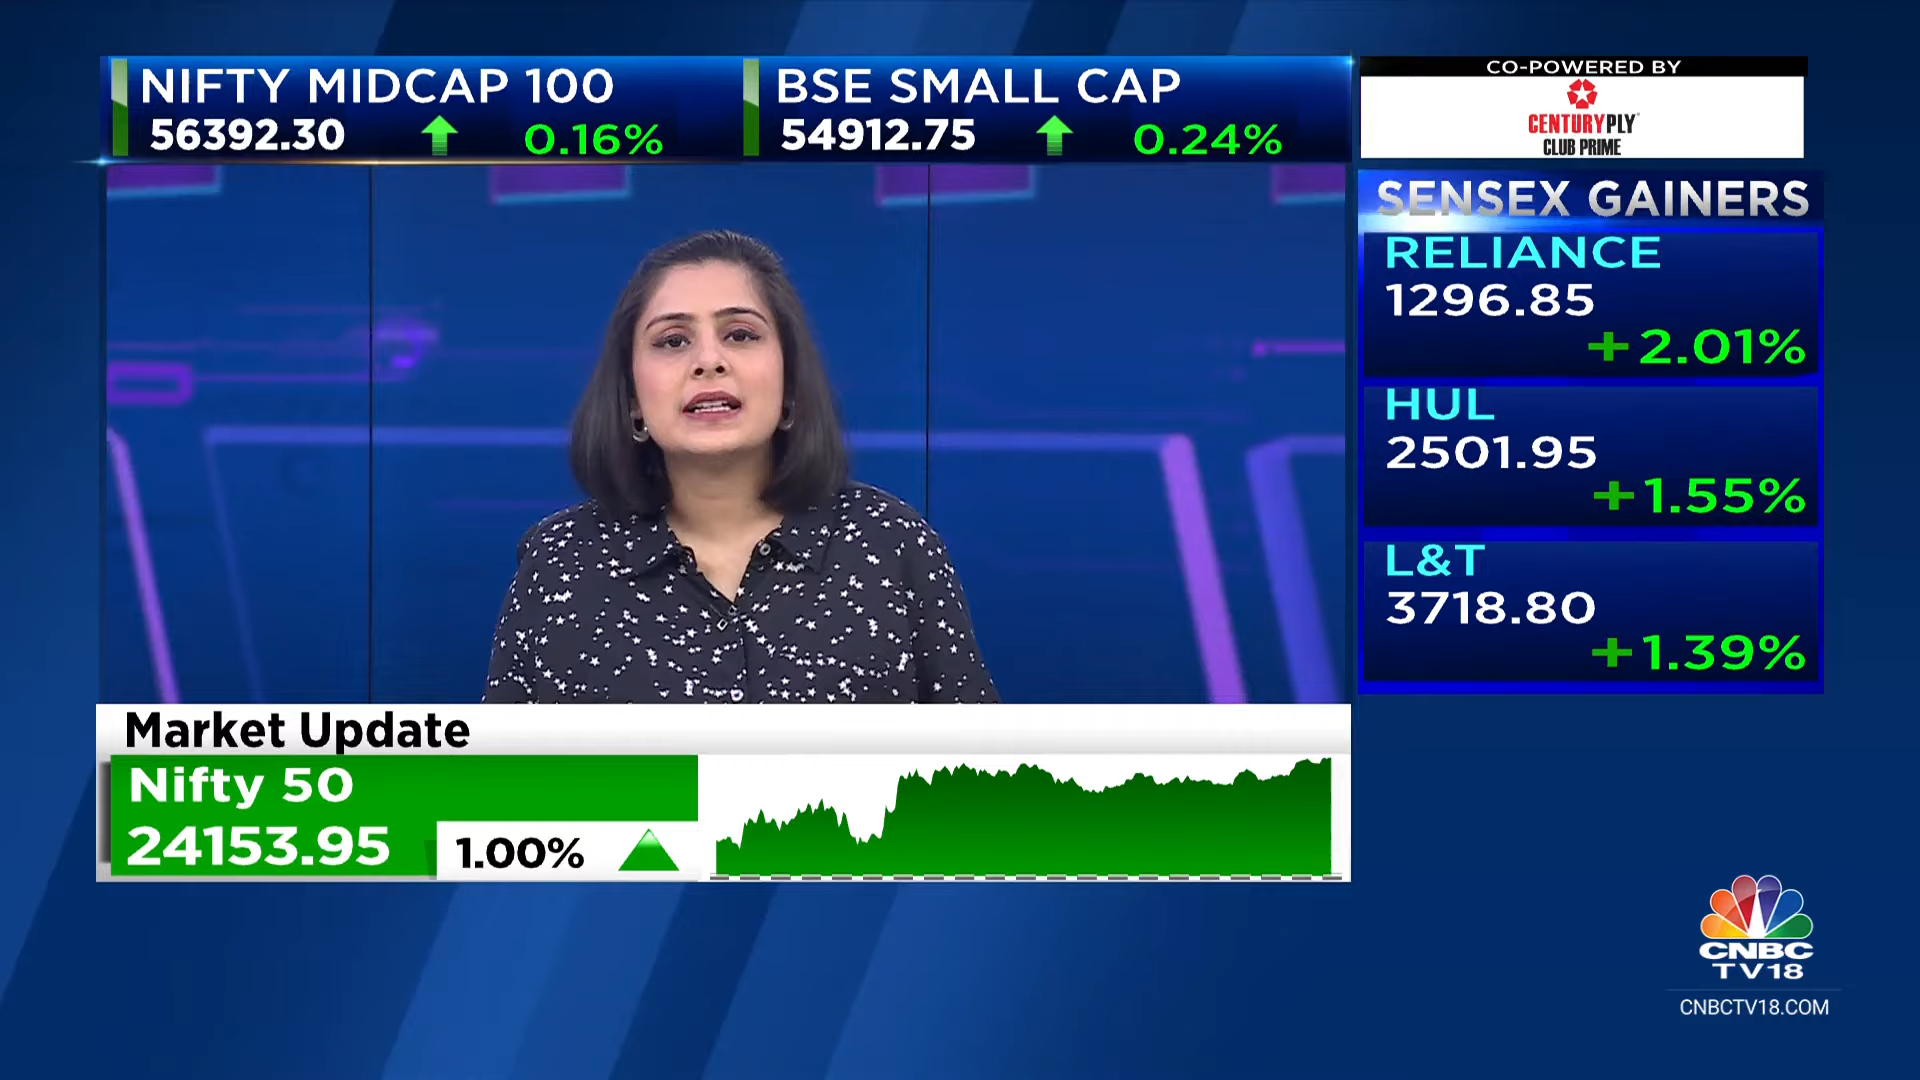 NIFTY MIDCAP 100
56392.30 0.16%
BSE SMALL CAP
54912.75 0.24%
CO-POWERED BY
CENTURYPLY
CLUB PRIME
SENSEX GAINERS
RELIANCE
1296.85
+2.01%
HUL
2501.95
+1.55%
L&T
3718.80
+1.39%
Market Update
Nifty 50
24153.95
1.00%
CNBC
TV18
CNBCTV18.COM